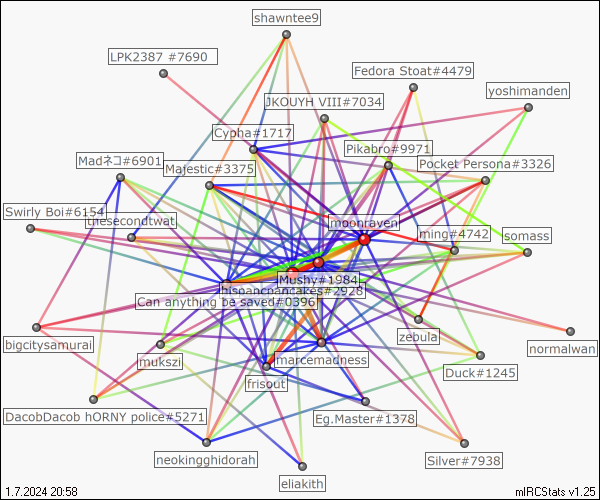 shawntee9
LPK2387 #7690
Fedora Stoat#4479
yoshimanden
JKOUYH VIII#7034
Cypha#1717
Pikabro#9971
Madネコ#6901
Majestic#3375
Pocket Persona#3326
Swirly Boi#6154
thesecondtwat
moonraven
ming#4742
somass
Mushy#1984
hispancpancakes#2928
Can anything be saved#0396
bigcitysamurai
mukszi
marcemadness
zebula
normalwan
frisout
Duck#1245
DacobDacob hORNY police#5271
Eg.Master#1378
neokingghidorah
Silver#7938
eliakith
1.7.2024 20:58
mIRCStats v1.25